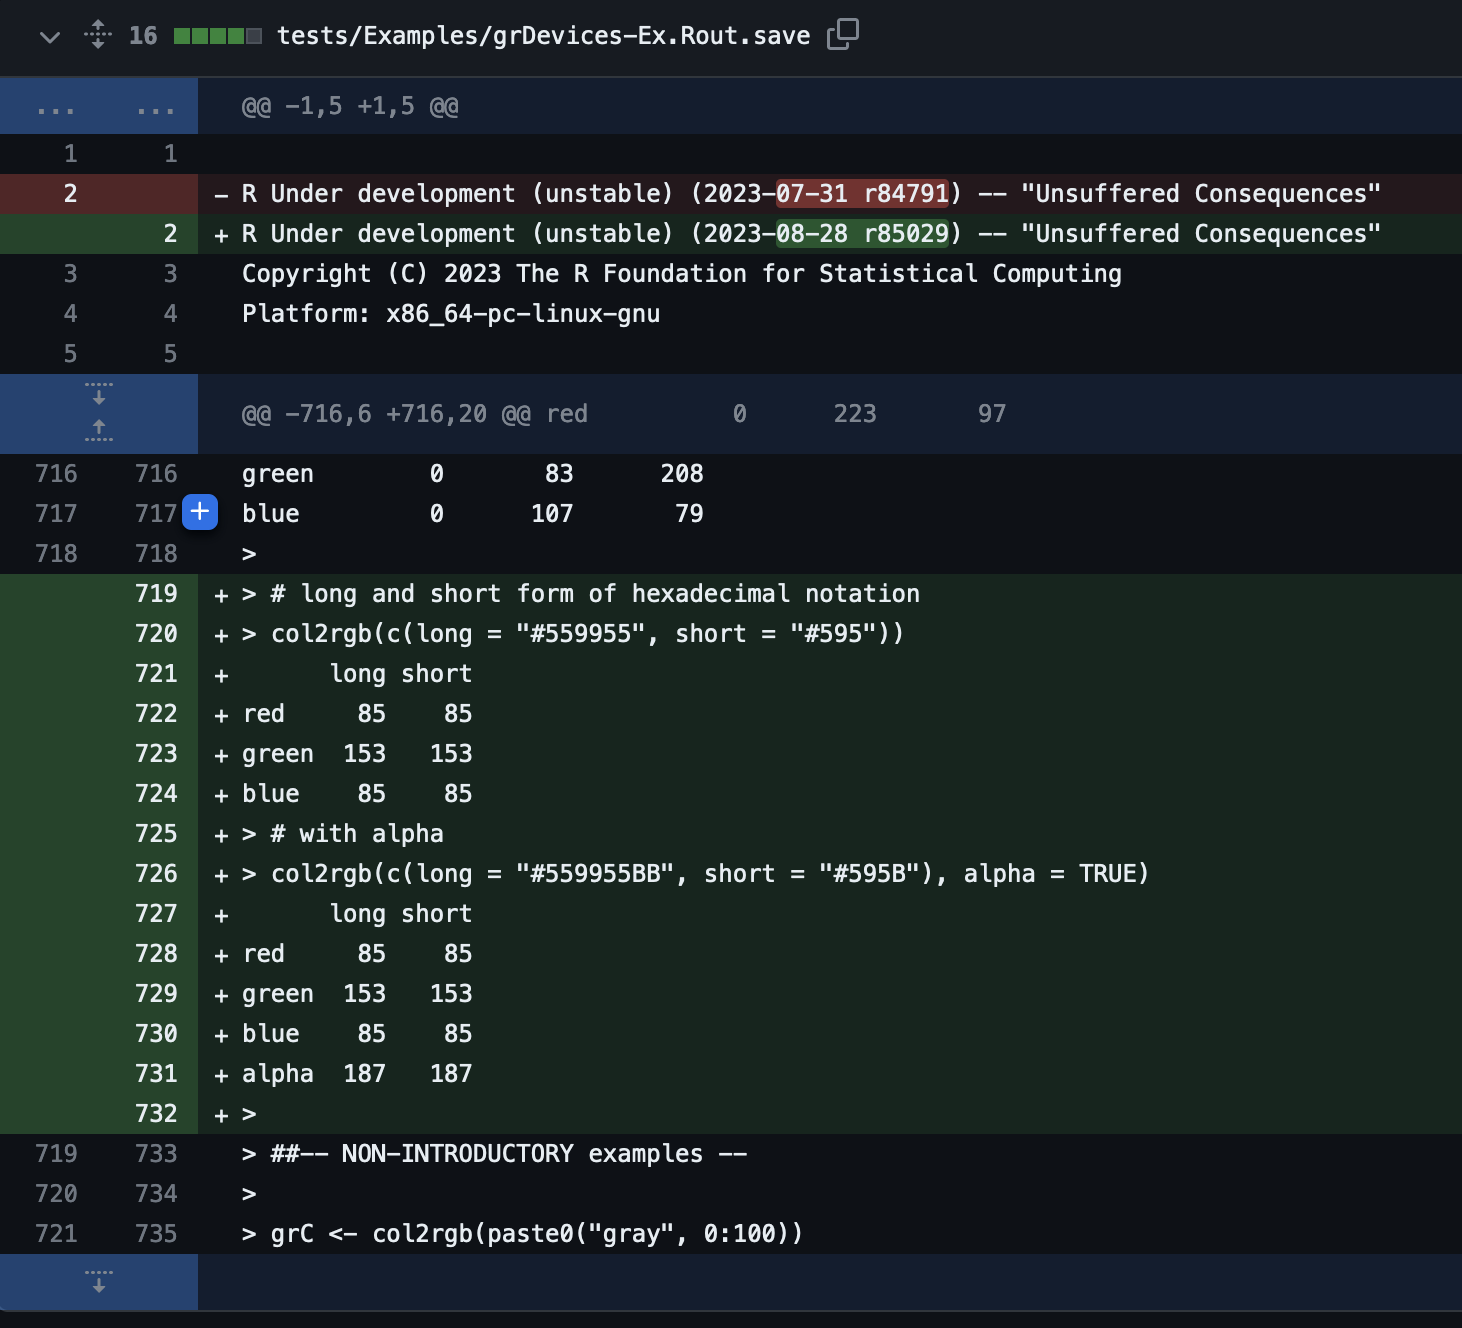 16 tests/Examples/grDevices-Ex.Rout.save
... ... @@ -1,5 +1,5 @@
1 1
2 - R Under development (unstable) (2023-07-31 r84791) -- "Unsuffered Consequences"
2 + R Under development (unstable) (2023-08-28 r85029) -- "Unsuffered Consequences"
3 3 Copyright (C) 2023 The R Foundation for Statistical Computing
4 4 Platform: x86_64-pc-linux-gnu
5 5
@@ -716,6 +716,20 @@ red 0 223 97
716 716 green 0 83 208
717 717 + blue 0 107 79
718 718 >
719 + > # long and short form of hexadecimal notation
720 + > col2rgb(c(long = "#559955", short = "#595"))
721 + long short
722 + red 85 85
723 + green 153 153
724 + blue 85 85
725 + > # with alpha
726 + > col2rgb(c(long = "#559955BB", short = "#595B"), alpha = TRUE)
727 + long short
728 + red 85 85
729 + green 153 153
730 + blue 85 85
731 + alpha 187 187
732 + >
719 733 > ##-- NON-INTRODUCTORY examples --
720 734 >
721 735 > grC <- col2rgb(paste0("gray", 0:100))